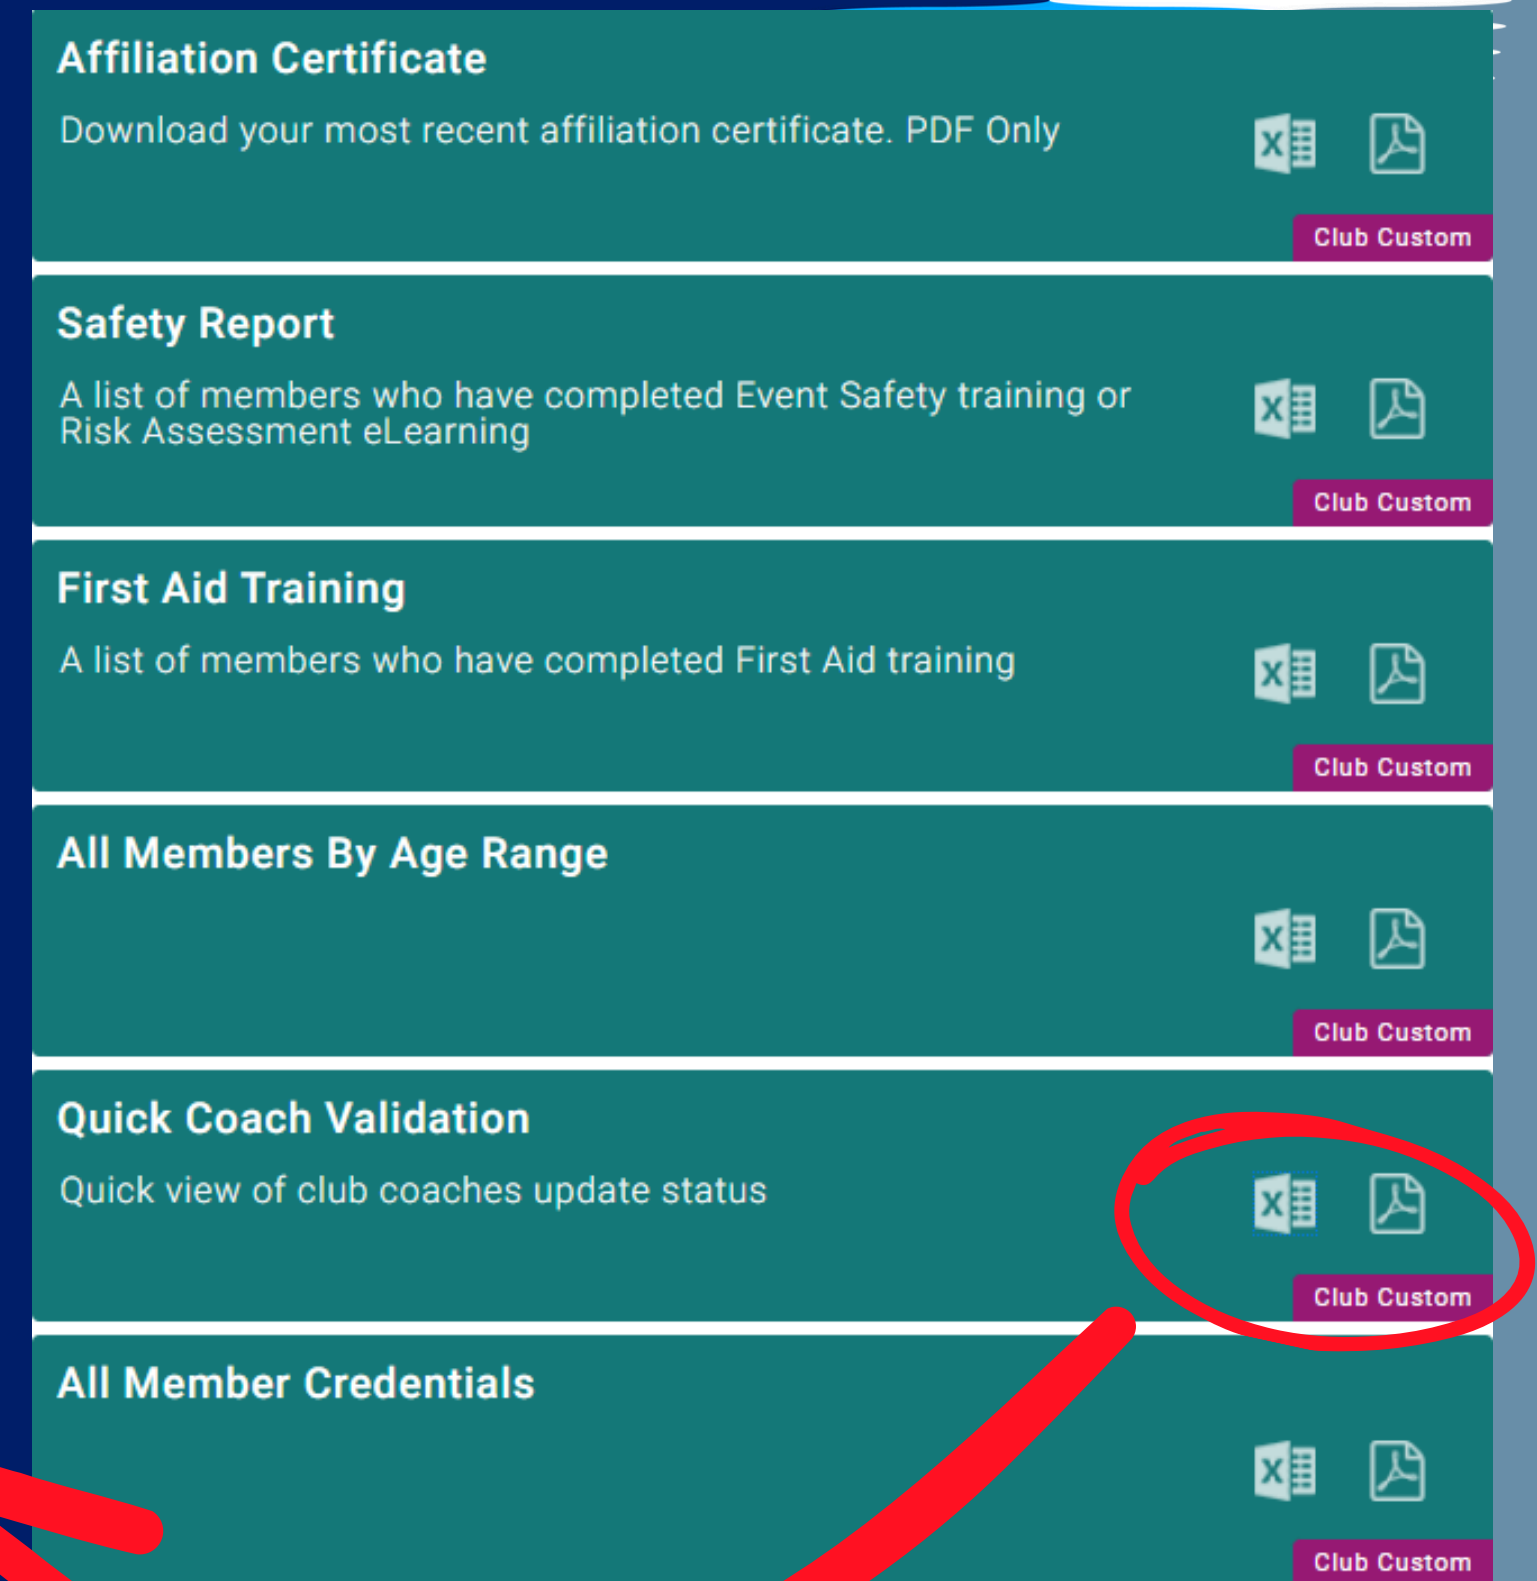 Affiliation Certificate
Download your most recent affiliation certificate. PDF Only
Club Custom
Safety Report
A list of members who have completed Event Safety training or
Risk Assessment eLearning
Club Custom
First Aid Training
A list of members who have completed First Aid training
Club Custom
All Members By Age Range
Club Custom
Quick Coach Validation
Quick view of club coaches update status
Club Custom
All Member Credentials
Club Custom